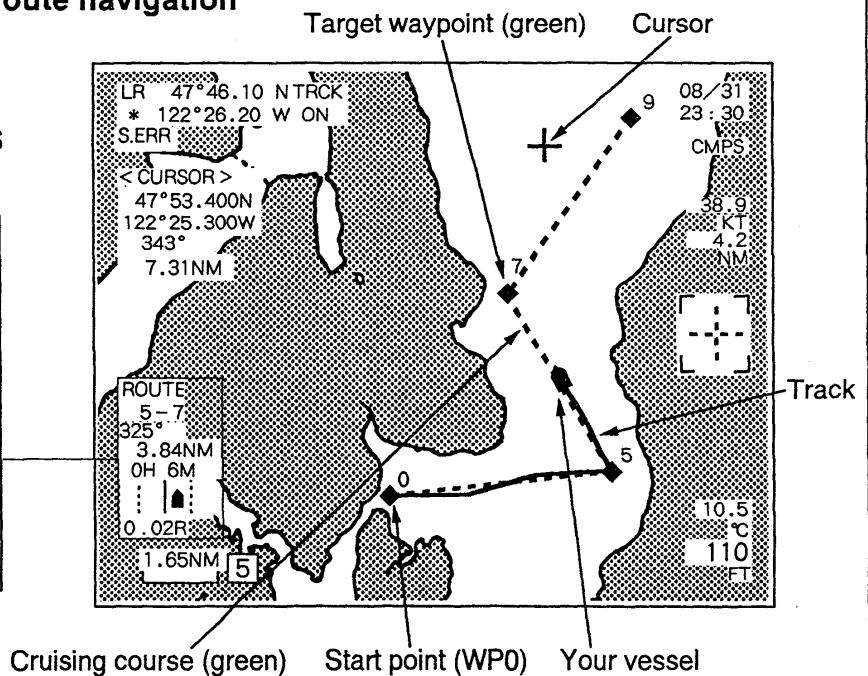 oute navigation
Target waypoint (green)
Cursor
LR 47°46.10 N TRCK
* 122°26.20 W ON
S.ERR
<CURSOR>
47°53.400N
122°25.300W
343°
7.31NM
08/31
23:30
CMPS
38.9
KT
4.2
NM
9
7
5
0
Track
ROUTE
5-7
325°
3.84NM
0H 6M
0.02R
1.65NM
5
10.5
°C
110
FT
Cruising course (green)
Start point (WP0)
Your vessel